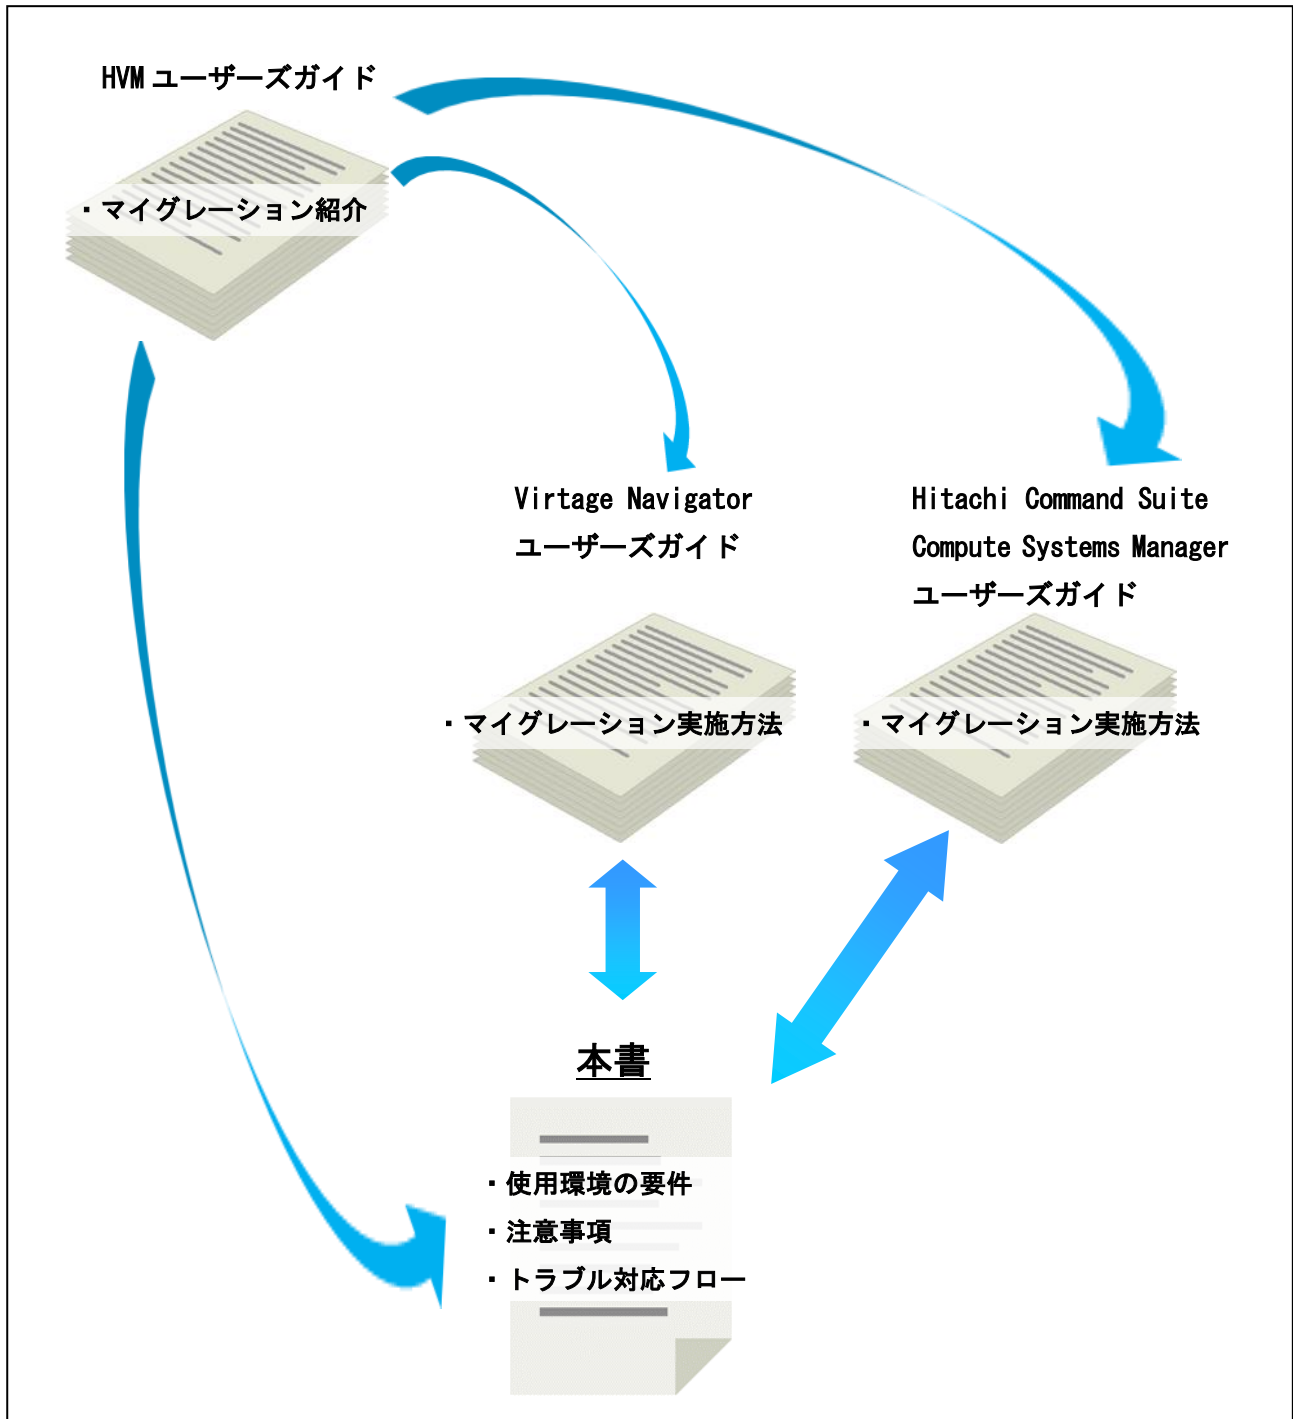 HVM ユーザーズガイド
・マイグレーション紹介
Virtage Navigator
ユーザーズガイド
Hitachi Command Suite
Compute Systems Manager
ユーザーズガイド
・マイグレーション実施方法
・マイグレーション実施方法
本書
・使用環境の要件
・注意事項
・トラブル対応フロー